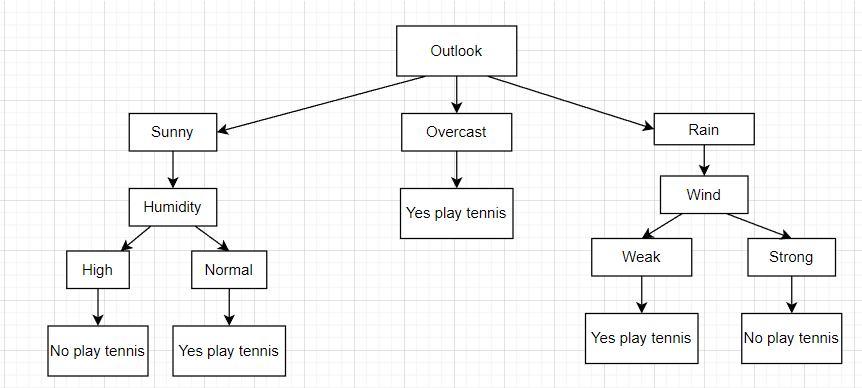 Outlook
Sunny
Overcast
Rain
Humidity
Yes play tennis
Wind
High
Normal
Weak
Strong
No play tennis
Yes play tennis
Yes play tennis
No play tennis